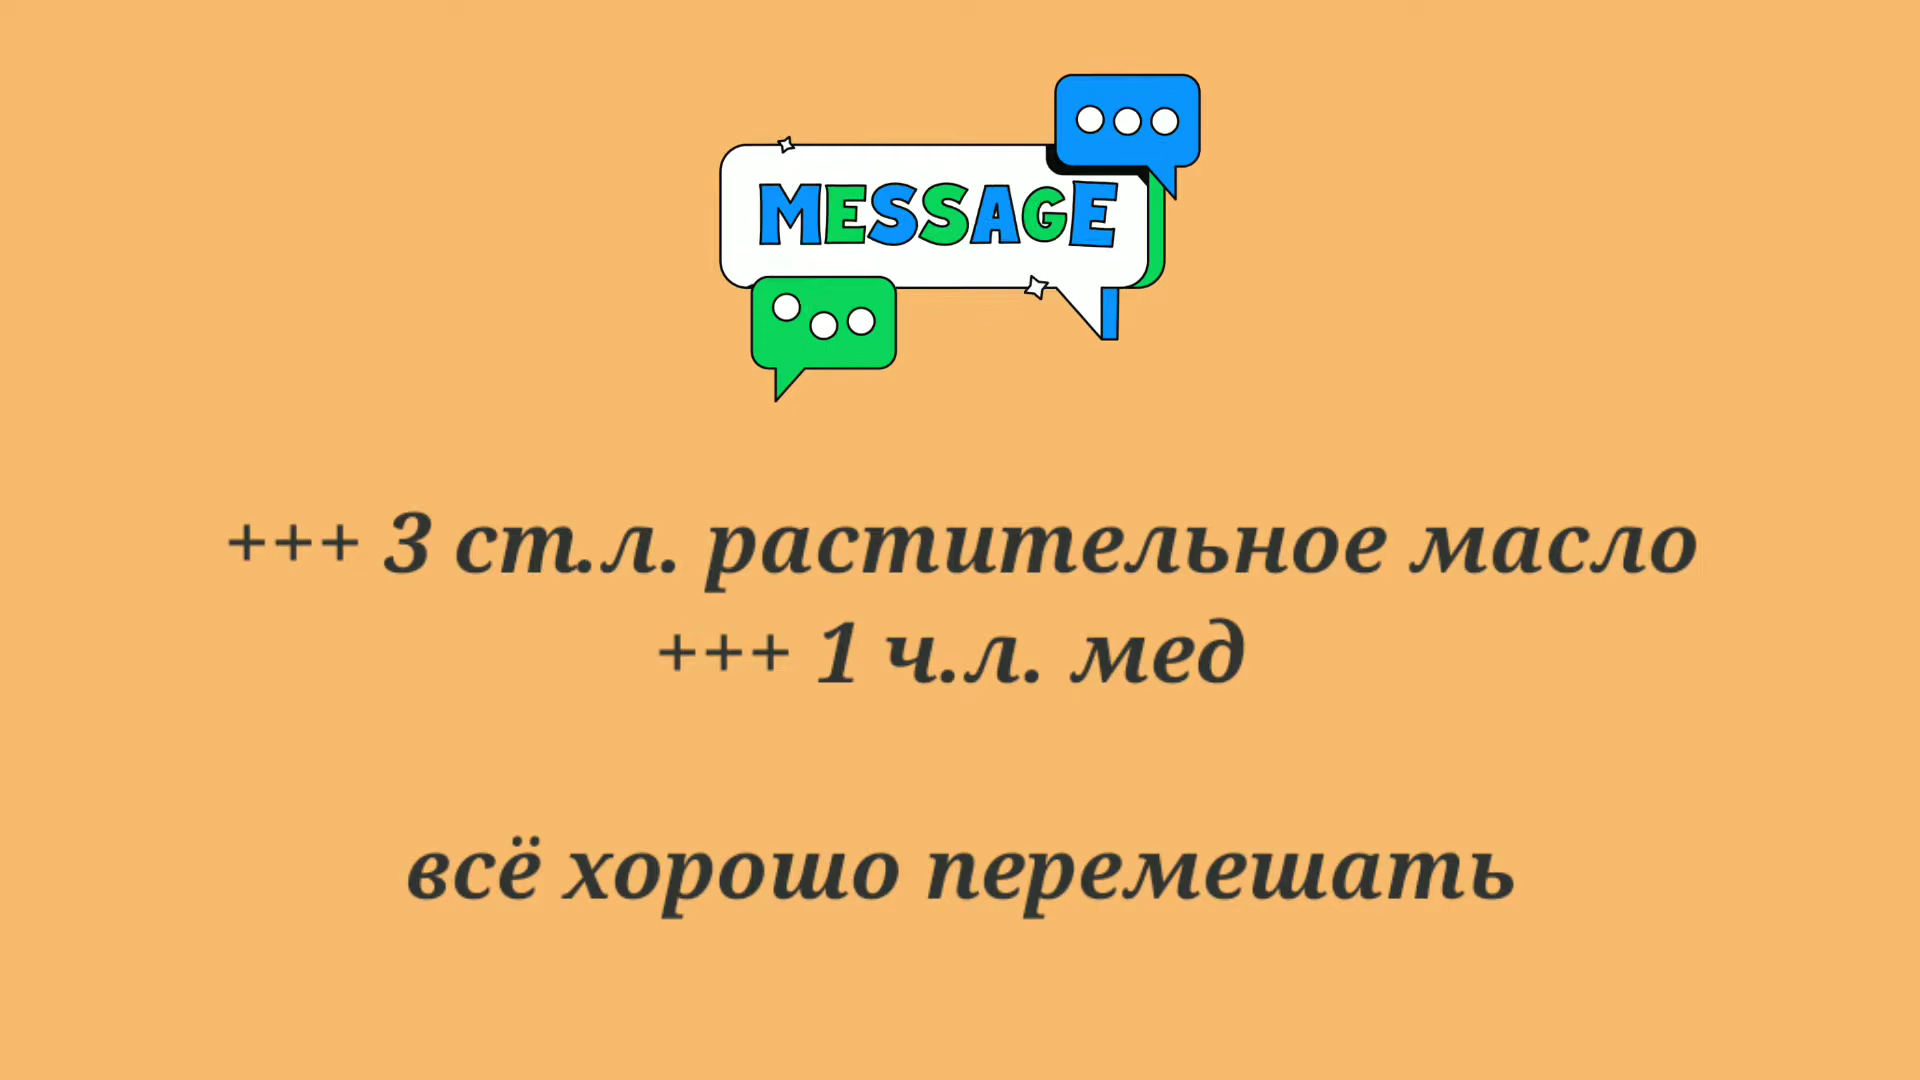 MESSAGE
+++ 3 ст.л. растительное масло
+++ 1 ч.л. мед
всё хорошо перемешать